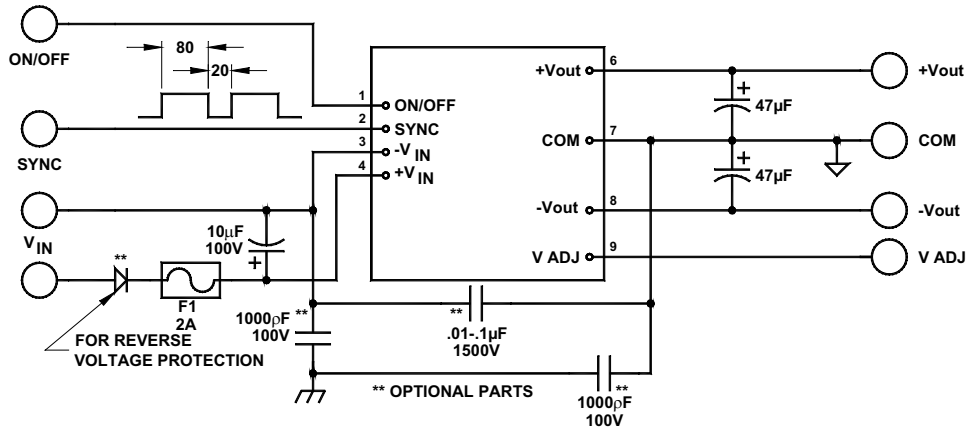 ON/OFF
80
20
SYNC
V IN
1
ON/OFF
2
SYNC
3
-V IN
4
+V IN
+Vout
6
COM
7
-Vout
8
V ADJ
9
+
47µF
+
47µF
+Vout
COM
-Vout
V ADJ
10µF
100V
+
**
F1
2A
FOR REVERSE
VOLTAGE PROTECTION
1000ρF **
100V
**
.01-.1µF
1500V
** OPTIONAL PARTS
**
1000ρF
100V